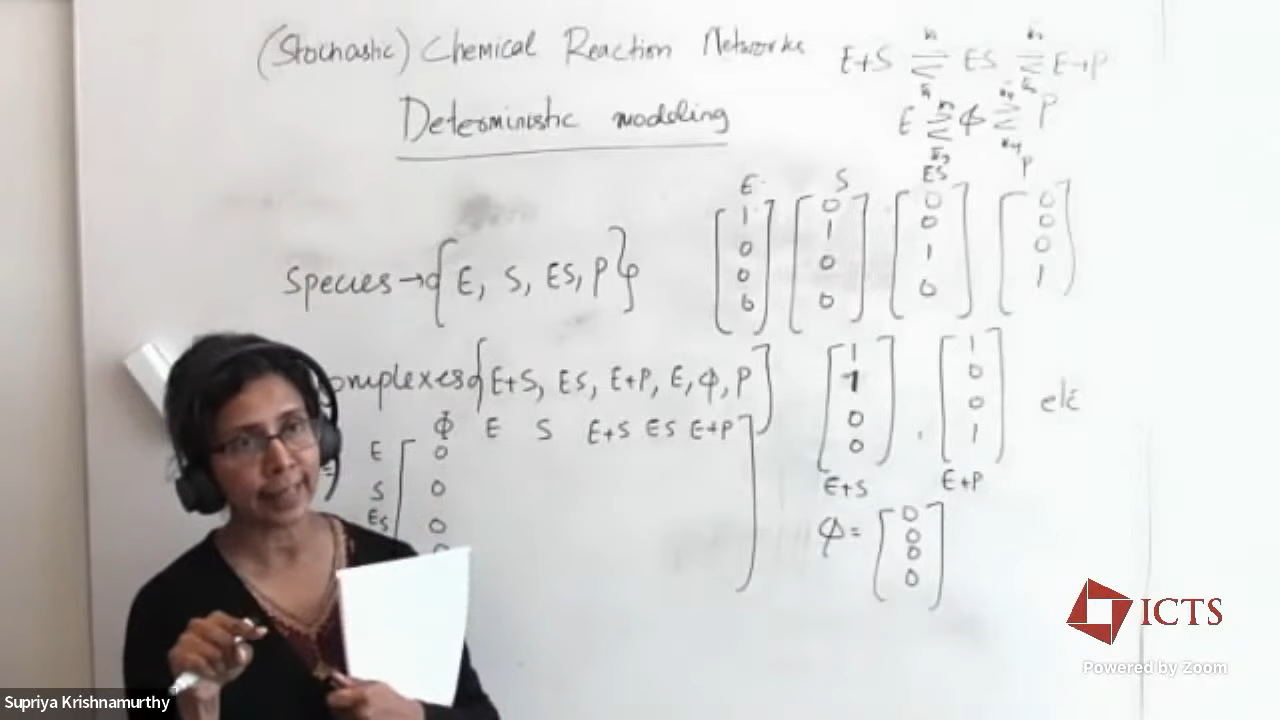 (Stochastic) Chemical Reaction Networks
E+S ⇌ ES ⇌ E+P
Deterministic modeling
E ⇌ ϕ ⇌ P
E S ES P
[1 0 0 0] [0 1 0 0] [0 0 1 0] [0 0 0 1]
Species → {E, S, ES, P}
omplexes {E+S, ES, E+P, E, ϕ, P}
[1 1 0 0] , [1 0 0 1] etc
E+S E+P
Φ E S E+S ES E+P
E 0
S 0
ES 0
ϕ = [0 0 0 0]
ICTS
Powered by Zoom
Supriya Krishnamurthy